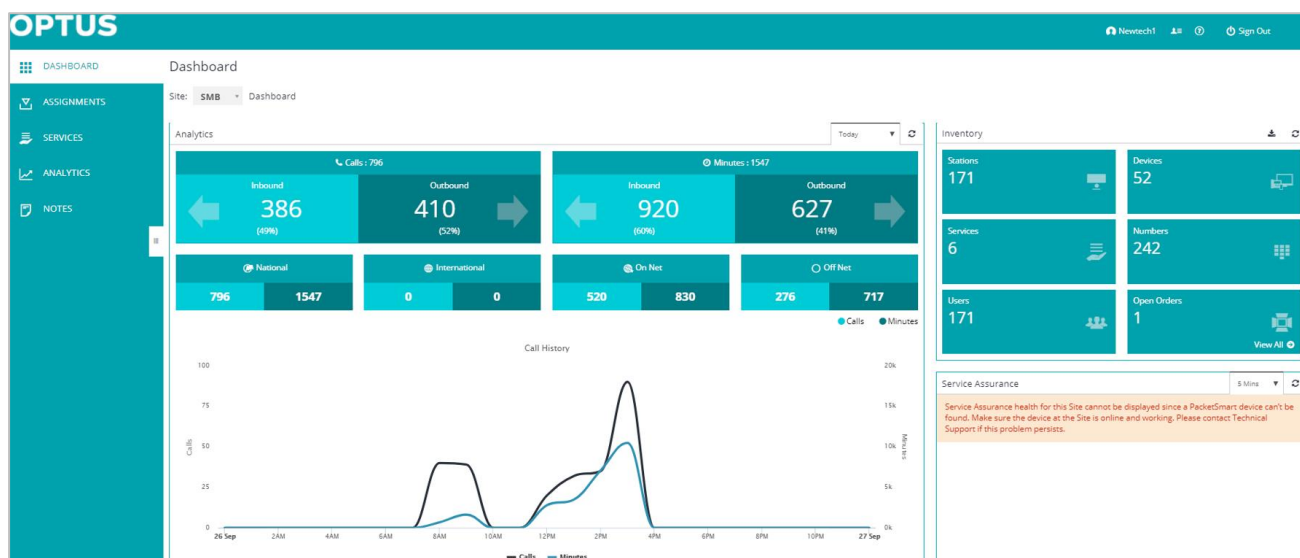 OPTUS
Newtech1
Sign Out
DASHBOARD
ASSIGNMENTS
SERVICES
ANALYTICS
NOTES
Dashboard
Site: SMB Dashboard
Analytics
Today
Calls : 796
Inbound
386
(49%)
Outbound
410
(52%)
Minutes : 1547
Inbound
920
(60%)
Outbound
627
(41%)
National
796 1547
International
0 0
On Net
520 830
Off Net
276 717
Calls Minutes
Call History
100
75
50
25
0
Calls
20k
15k
10k
5k
0k
Minutes
26 Sep 2AM 4AM 6AM 8AM 10AM 12PM 2PM 4PM 6PM 8PM 10PM 27 Sep
Calls Minutes
Inventory
Stations
171
Devices
52
Services
6
Numbers
242
Users
171
Open Orders
1
View All
Service Assurance
5 Mins
Service Assurance health for this Site cannot be displayed since a PacketSmart device can't be
found. Make sure the device at the Site is online and working. Please contact Technical
Support if this problem persists.